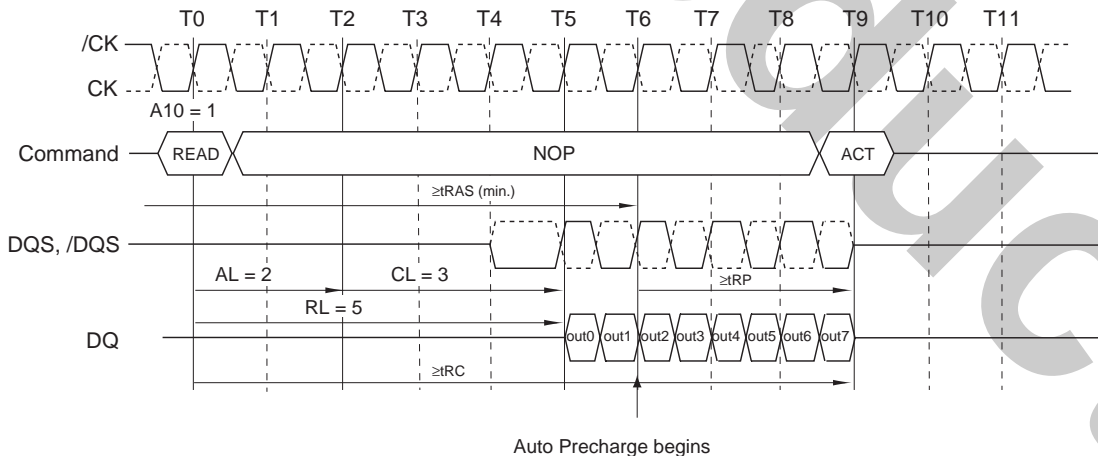 T0 T1 T2 T3 T4 T5 T6 T7 T8 T9 T10 T11
/CK
CK
A10 = 1
Command READ NOP ACT
≥tRAS (min.)
DQS, /DQS
AL = 2 CL = 3 ≥tRP
RL = 5
DQ out0 out1 out2 out3 out4 out5 out6 out7
≥tRC
Auto Precharge begins